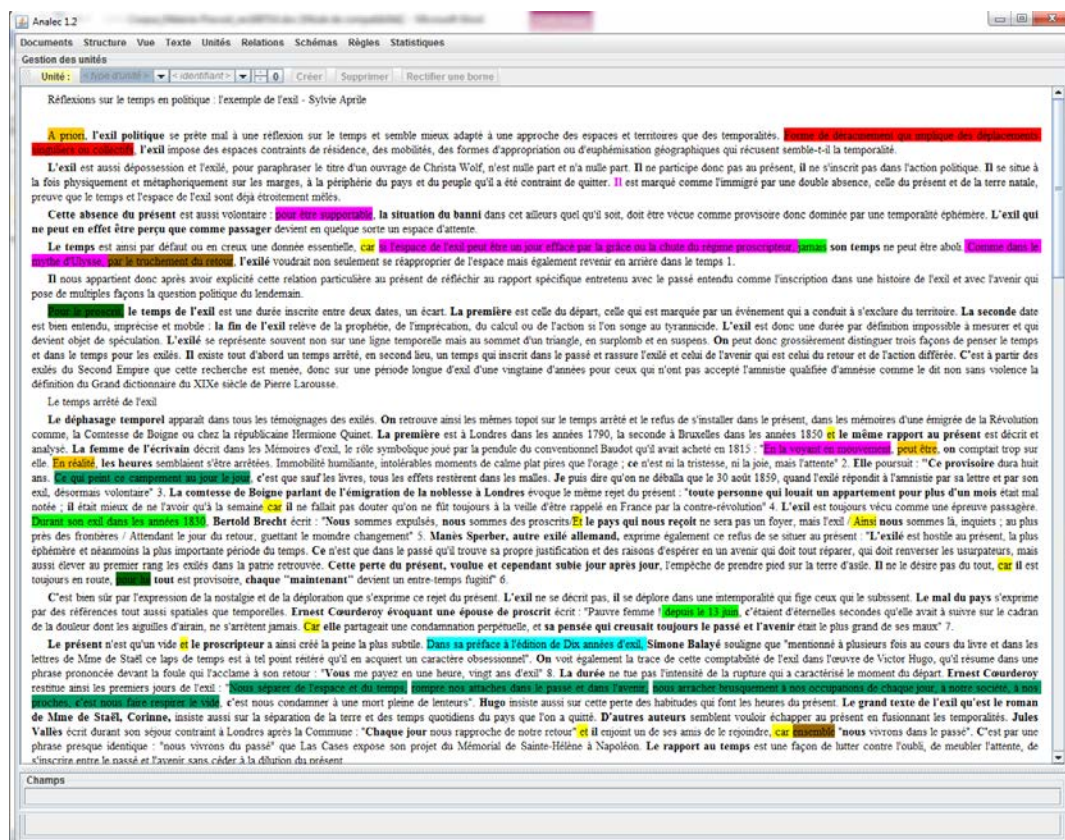 Analec 1.2
Documents Structure Vue Texte Unités Relations Schémas Règles Statistiques
Gestion des unités
Unité : < type d'unité > < identifiant > 0 Créer Supprimer Rectifier une borne
Réflexions sur le temps en politique : l'exemple de l'exil - Sylvie Aprile
A priori, l'exil politique se prête mal à une réflexion sur le temps et semble mieux adapté à une approche des espaces et territoires que des temporalités. Forme de déracinement qui implique des déplacements
singuliers ou collectifs, l'exil impose des espaces contraints de résidence, des mobilités, des formes d'appropriation ou d'euphémisation géographiques qui récusent semble-t-il la temporalité.
L'exil est aussi dépossession et l'exilé, pour paraphraser le titre d'un ouvrage de Christa Wolf, n'est nulle part et n'a nulle part. Il ne participe donc pas au présent, il ne s'inscrit pas dans l'action politique. Il se situe à
la fois physiquement et métaphoriquement sur les marges, à la périphérie du pays et du peuple qu'il a été contraint de quitter. Il est marqué comme l'immigré par une double absence, celle du présent et de la terre natale,
preuve que le temps et l'espace de l'exil sont déjà étroitement mêlés.
Cette absence du présent est aussi volontaire : pour être supportable, la situation du banni dans cet ailleurs quel qu'il soit, doit être vécue comme provisoire donc dominée par une temporalité éphémère. L'exil qui
ne peut en effet être perçu que comme passager devient en quelque sorte un espace d'attente.
Le temps est ainsi par défaut ou en creux une donnée essentielle, car si l'espace de l'exil peut être un jour effacé par la grâce ou la chute du régime proscripteur, jamais son temps ne peut être aboli. Comme dans le
mythe d'Ulysse, par le truchement du retour, l'exilé voudrait non seulement se réapproprier de l'espace mais également revenir en arrière dans le temps 1.
Il nous appartient donc après avoir explicité cette relation particulière au présent de réfléchir au rapport spécifique entretenu avec le passé entendu comme l'inscription dans une histoire de l'exil et avec l'avenir qui
pose de multiples façons la question politique du lendemain.
Pour le proscrit, le temps de l'exil est une durée inscrite entre deux dates, un écart. La première est celle du départ, celle qui est marquée par un événement qui a conduit à s'exclure du territoire. La seconde date
est bien entendu, imprécise et mobile : la fin de l'exil relève de la prophétie, de l'imprécation, du calcul ou de l'action si l'on songe au tyrannicide. L'exil est donc une durée par définition impossible à mesurer et qui
devient objet de spéculation. L'exilé se représente souvent non sur une ligne temporelle mais au sommet d'un triangle, en surplomb et en suspens. On peut donc grossièrement distinguer trois façons de penser le temps
et dans le temps pour les exilés. Il existe tout d'abord un temps arrêté, en second lieu, un temps qui inscrit dans le passé et rassure l'exilé et celui de l'avenir qui est celui du retour et de l'action différée. C'est à partir des
exilés du Second Empire que cette recherche est menée, donc sur une période longue d'exil d'une vingtaine d'années pour ceux qui n'ont pas accepté l'amnistie qualifiée d'amnésie comme le dit non sans violence la
définition du Grand dictionnaire du XIXe siècle de Pierre Larousse.
Le temps arrêté de l'exil
Le déphasage temporel apparaît dans tous les témoignages des exilés. On retrouve ainsi les mêmes topoï sur le temps arrêté et le refus de s'installer dans le présent, dans les mémoires d'une émigrée de la Révolution
comme, la Comtesse de Boigne ou chez la républicaine Hermione Quinet. La première est à Londres dans les années 1790, la seconde à Bruxelles dans les années 1850 et le même rapport au présent est décrit et
analysé. La femme de l'écrivain décrit dans les Mémoires d'exil, le rôle symbolique joué par la pendule du conventionnel Baudot qu'il avait acheté en 1815 : "En la voyant en mouvement, peut être, on comptait trop sur
elle. En réalité, les heures semblaient s'être arrêtées. Immobilité humiliante, intolérables moments de calme plat pires que l'orage ; ce n'est ni la tristesse, ni la joie, mais l'attente" 2. Elle poursuit : "Ce provisoire dura huit
ans. Ce qui peint ce campement au jour le jour, c'est que sauf les livres, tous les effets restèrent dans les malles. Je puis dire qu'on ne déballa que le 30 août 1859, quand l'exilé répondit à l'amnistie par sa lettre et par son
exil, désormais volontaire" 3. La comtesse de Boigne parlant de l'émigration de la noblesse à Londres évoque le même rejet du présent : "toute personne qui louait un appartement pour plus d'un mois était mal
notée ; il était mieux de ne l'avoir qu'à la semaine car il ne fallait pas douter qu'on ne fût toujours à la veille d'être rappelé en France par la contre-révolution" 4. L'exil est toujours vécu comme une épreuve passagère.
Durant son exil dans les années 1830, Bertold Brecht écrit : "Nous sommes expulsés, nous sommes des proscrits/Et le pays qui nous reçoit ne sera pas un foyer, mais l'exil / Ainsi nous sommes là, inquiets ; au plus
près des frontières / Attendant le jour du retour, guettant le moindre changement" 5. Manès Sperber, autre exilé allemand, exprime également ce refus de se situer au présent : "L'exilé est hostile au présent, la plus
éphémère et néanmoins la plus importante période du temps. Ce n'est que dans le passé qu'il trouve sa propre justification et des raisons d'espérer en un avenir qui doit tout réparer, qui doit renverser les usurpateurs, mais
aussi élever au premier rang les exilés dans la patrie retrouvée. Cette perte du présent, voulue et cependant subie jour après jour, l'empêche de prendre pied sur la terre d'asile. Il ne le désire pas du tout, car il est
toujours en route, pour lui tout est provisoire, chaque "maintenant" devient un entre-temps fugitif" 6.
C'est bien sûr par l'expression de la nostalgie et de la déploration que s'exprime ce rejet du présent. L'exil ne se décrit pas, il se déplore dans une intemporalité qui fige ceux qui le subissent. Le mal du pays s'exprime
par des références tout aussi spatiales que temporelles. Ernest Cœurderoy évoquant une épouse de proscrit écrit : "Pauvre femme ! depuis le 13 juin, c'étaient d'éternelles secondes qu'elle avait à suivre sur le cadran
de la douleur dont les aiguilles d'airain, ne s'arrêtent jamais. Car elle partageait une condamnation perpétuelle, et sa pensée qui creusait toujours le passé et l'avenir était le plus grand de ses maux" 7.
Le présent n'est qu'un vide et le proscripteur a ainsi créé la peine la plus subtile. Dans sa préface à l'édition de Dix années d'exil, Simone Balayé souligne que "mentionné à plusieurs fois au cours du livre et dans les
lettres de Mme de Staël ce laps de temps est à tel point réitéré qu'il en acquiert un caractère obsessionnel". On voit également la trace de cette comptabilité de l'exil dans l'œuvre de Victor Hugo, qu'il résume dans une
phrase prononcée devant la foule qui l'acclame à son retour : "Vous me payez en une heure, vingt ans d'exil" 8. La durée ne tue pas l'intensité de la rupture qui a caractérisé le moment du départ. Ernest Cœurderoy
restitue ainsi les premiers jours de l'exil : "Nous séparer de l'espace et du temps, rompre nos attaches dans le passé et dans l'avenir, nous arracher brusquement à nos occupations de chaque jour, à notre société, à nos
proches, c'est nous faire respirer le vide, c'est nous condamner à une mort pleine de lenteurs". Hugo insiste aussi sur cette perte des habitudes qui font les heures du présent. Le grand texte de l'exil qu'est le roman
de Mme de Staël, Corinne, insiste aussi sur la séparation de la terre et des temps quotidiens du pays que l'on a quitté. D'autres auteurs semblent vouloir échapper au présent en fusionnant les temporalités. Jules
Vallès écrit durant son séjour contraint à Londres après la Commune : "Chaque jour nous rapproche de notre retour" et il enjoint un de ses amis de le rejoindre, car ensemble "nous vivrons dans le passé". C'est par une
phrase presque identique : "nous vivrons du passé" que Las Cases expose son projet du Mémorial de Sainte-Hélène à Napoléon. Le rapport au temps est une façon de lutter contre l'oubli, de meubler l'attente, de
s'inscrire entre le passé et l'avenir sans céder à la dilution du présent.
Champs